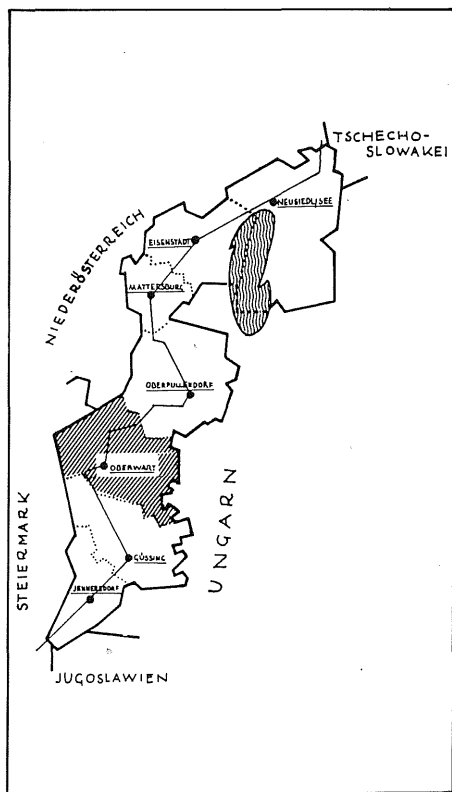 TSCHECHO-
SLOWAKEI
NEUSIEDL/SEE
EISENSTADT
NIEDERÖSTERREICH
MATTERSBURG
OBERPULLENDORF
OBERWART
UNGARN
STEIERMARK
GÜSSING
JENNERSDORF
JUGOSLAWIEN